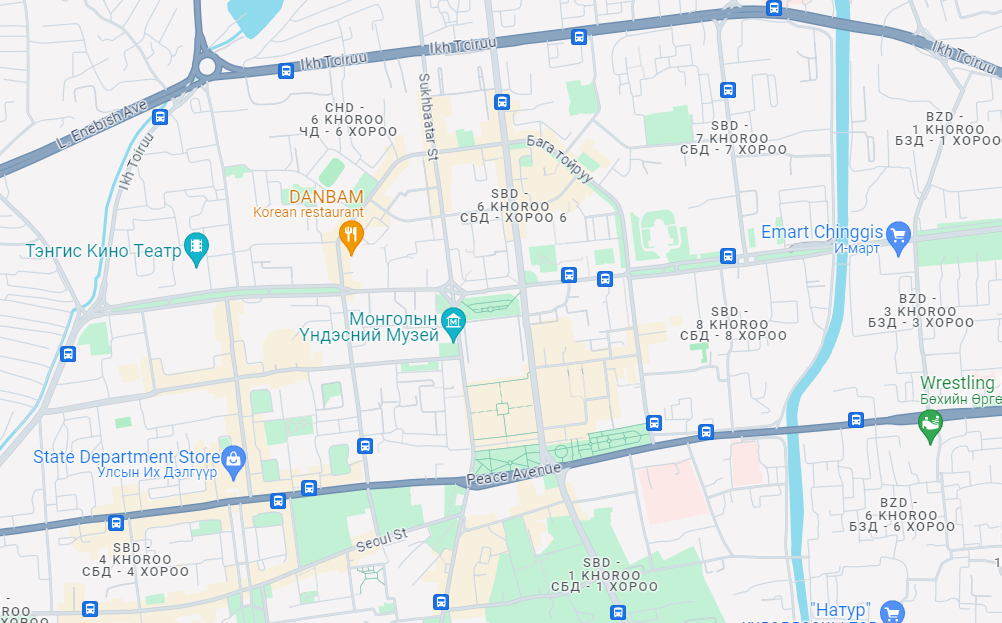 Ikh Toiruu
Ikh Toiruu
Ikh Toiruu
L. Enebish Ave
Ikh Toiruu
Sukhbaatar St
CHD -
6 KHOROO
ЧД - 6 ХОРОО
Бага тойруу
SBD -
7 KHOROO
СБД - 7 ХОРОО
BZD -
1 KHOROO
БЗД - 1 ХОРОО
DANBAM
Korean restaurant
SBD -
6 KHOROO
СБД - ХОРОО 6
Тэнгис Кино Театр
Emart Chinggis
И-март
Монголын
Үндэсний Музей
SBD -
8 KHOROO
СБД - 8 ХОРОО
BZD -
3 KHOROO
БЗД - 3 ХОРОО
Wrestling
Бөхийн Өрге
State Department Store
Улсын Их Дэлгүүр
Peace Avenue
Seoul St
BZD -
6 KHOROO
БЗД - 6 ХОРОО
SBD -
4 KHOROO
СБД - 4 ХОРОО
SBD -
1 KHOROO
СБД - 1 ХОРОО
"Натур"